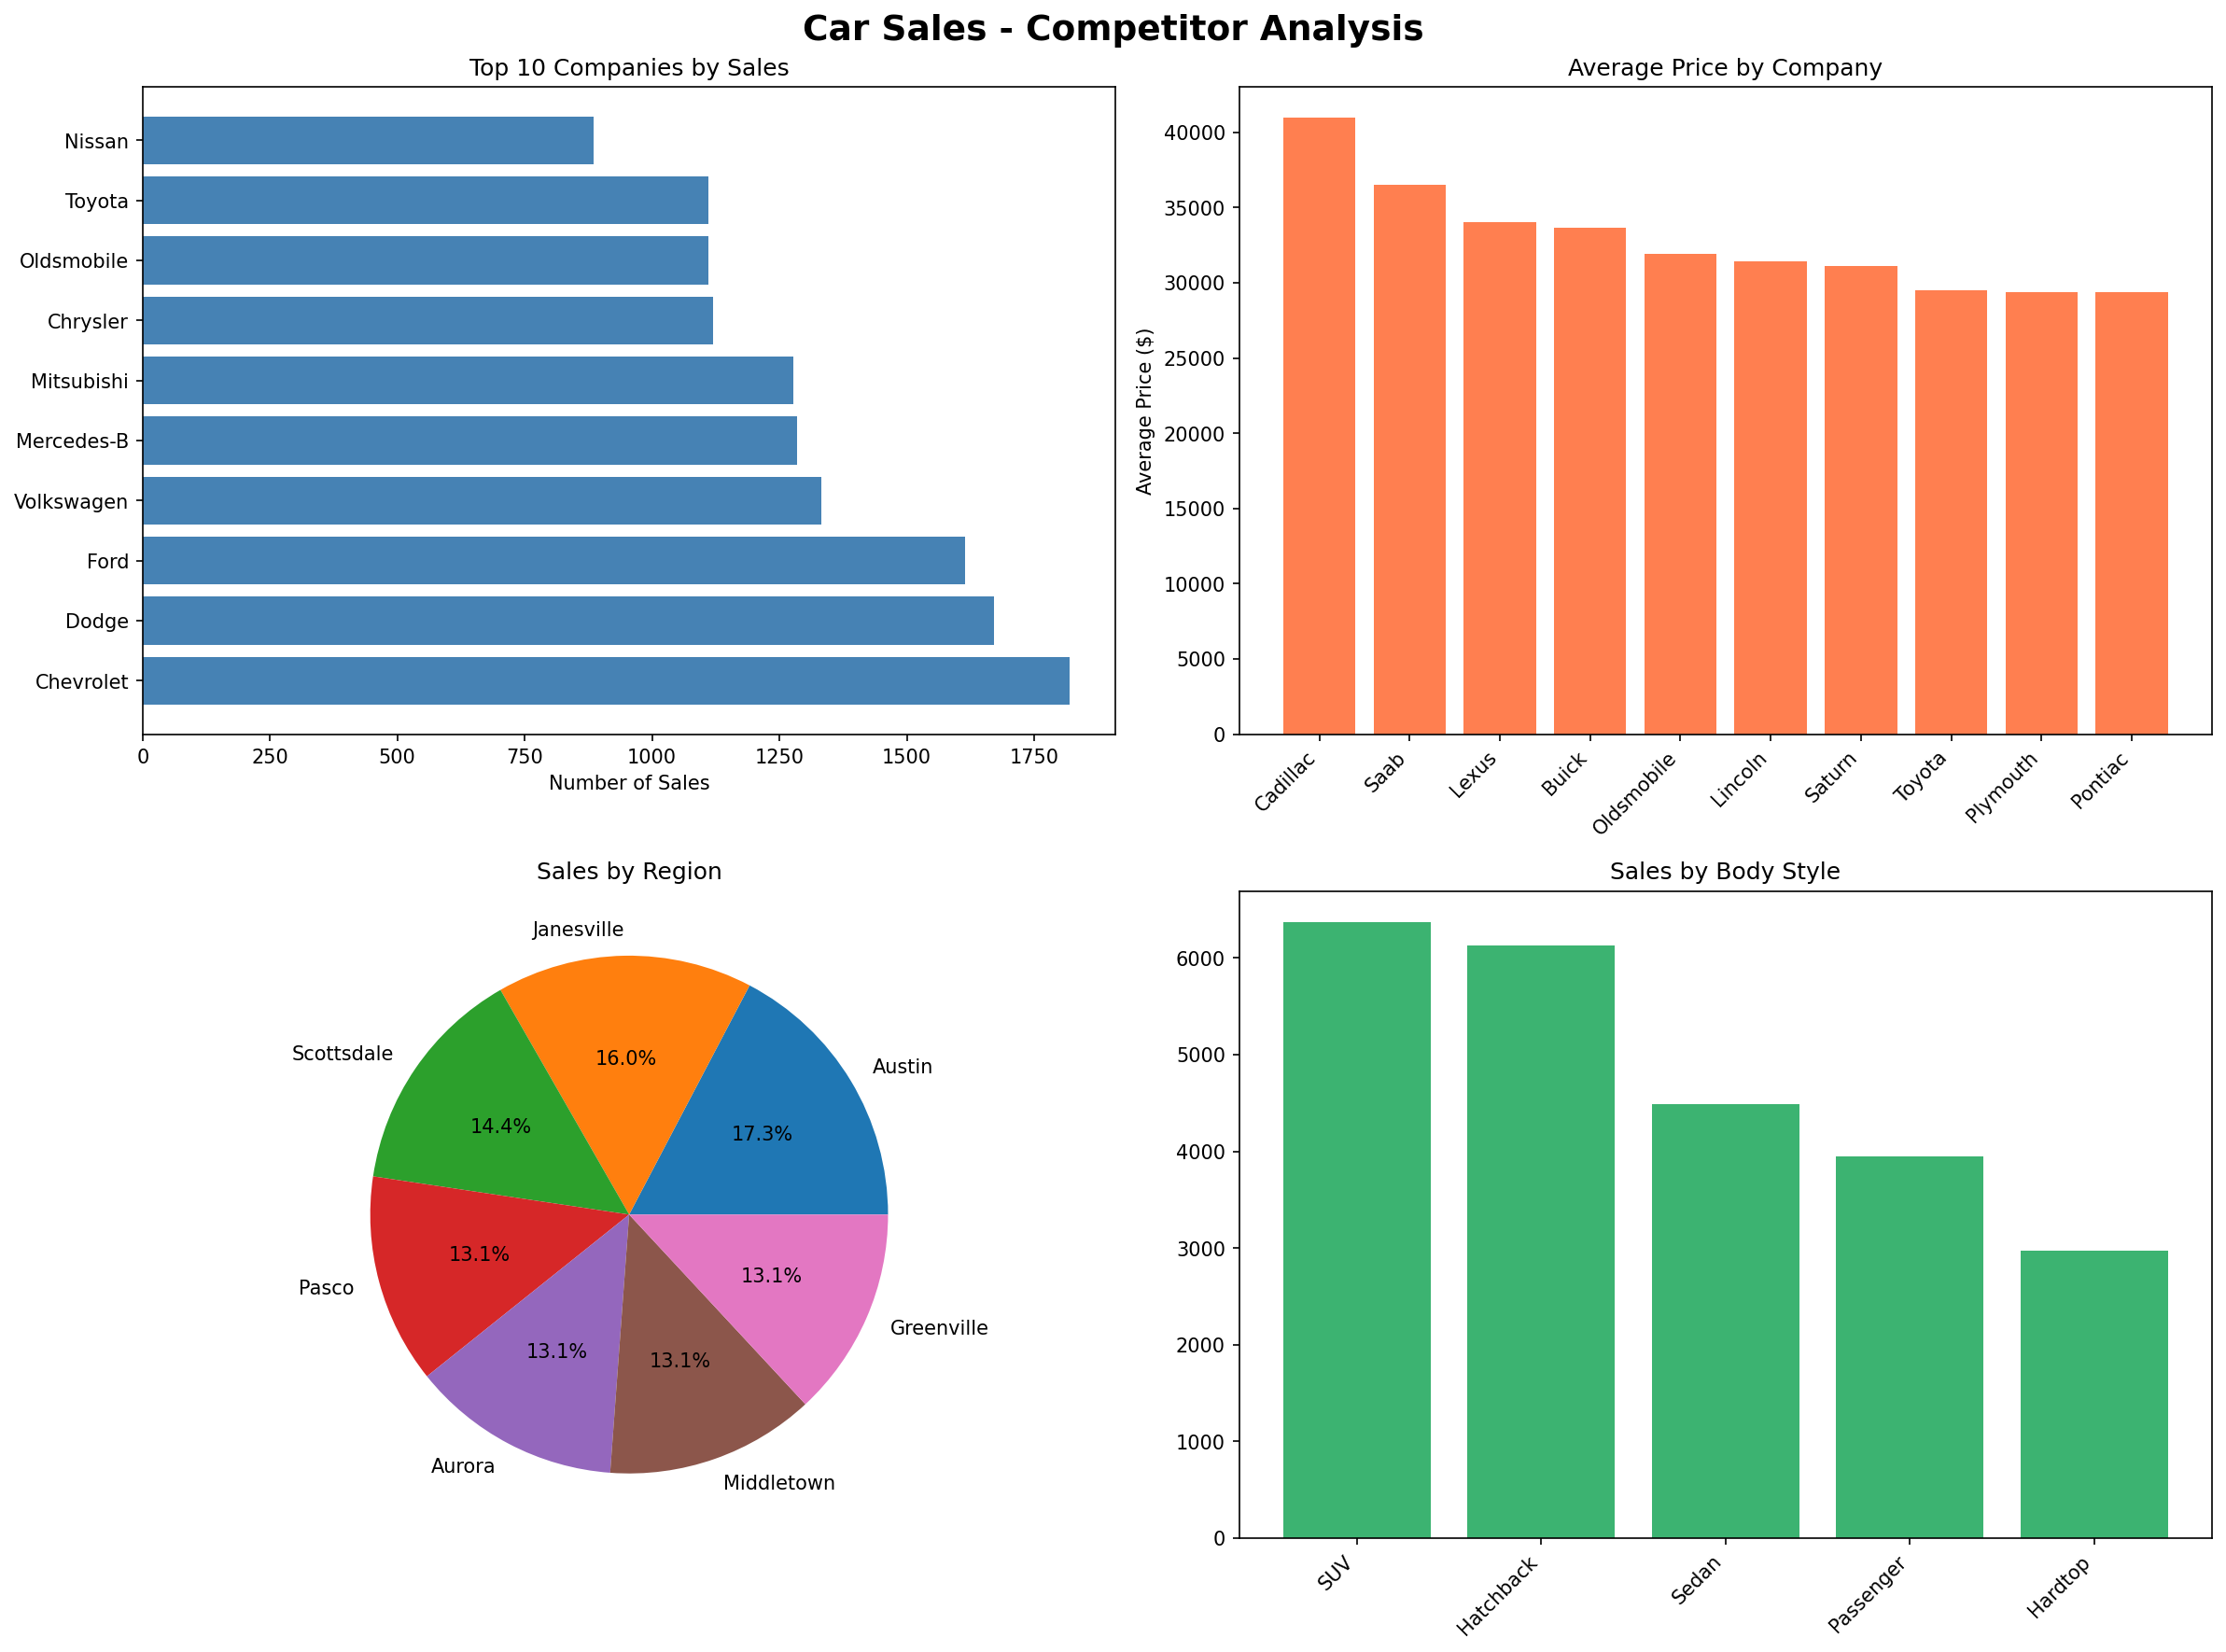 Car Sales - Competitor Analysis
Top 10 Companies by Sales
Nissan
Toyota
Oldsmobile
Chrysler
Mitsubishi
Mercedes-B
Volkswagen
Ford
Dodge
Chevrolet
0 250 500 750 1000 1250 1500 1750
Number of Sales
Average Price by Company
Average Price ($)
40000
35000
30000
25000
20000
15000
10000
5000
0
Cadillac Saab Lexus Buick Oldsmobile Lincoln Saturn Toyota Plymouth Pontiac
Sales by Region
Janesville
Austin
Scottsdale
16.0%
17.3%
14.4%
13.1%
13.1%
Pasco
Greenville
13.1%
13.1%
Aurora
Middletown
Sales by Body Style
6000
5000
4000
3000
2000
1000
0
SUV Hatchback Sedan Passenger Hardtop